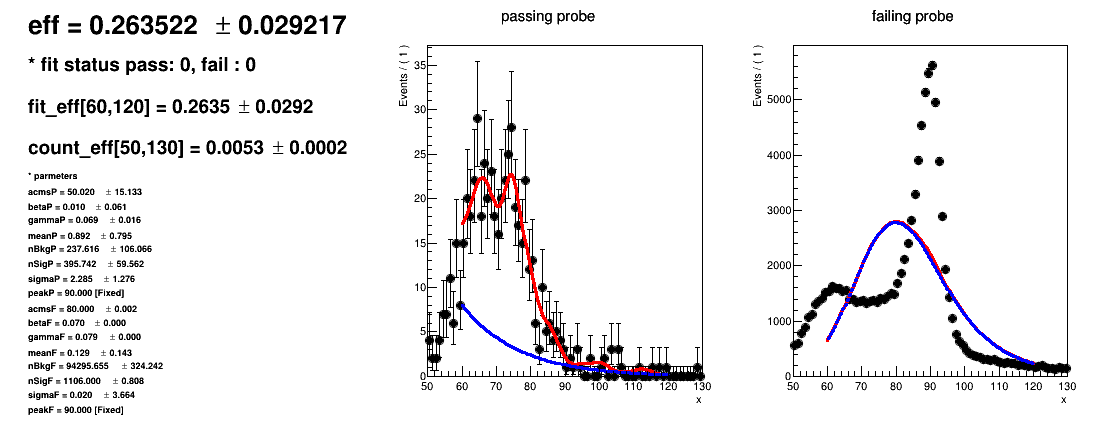 eff = 0.263522 ± 0.029217
* fit status pass: 0, fail : 0
fit_eff[60,120] = 0.2635 ± 0.0292
count_eff[50,130] = 0.0053 ± 0.0002
* parmeters
acmsP = 50.020 ± 15.133
betaP = 0.010 ± 0.061
gammaP = 0.069 ± 0.016
meanP = 0.892 ± 0.795
nBkgP = 237.616 ± 106.066
nSigP = 395.742 ± 59.562
sigmaP = 2.285 ± 1.276
peakP = 90.000 [Fixed]
acmsF = 80.000 ± 0.002
betaF = 0.070 ± 0.000
gammaF = 0.079 ± 0.000
meanF = 0.129 ± 0.143
nBkgF = 94295.655 ± 324.242
nSigF = 1106.000 ± 0.808
sigmaF = 0.020 ± 3.664
peakF = 90.000 [Fixed]
passing probe
Events / ( 1 )
35
30
25
20
15
10
5
0
50 60 70 80 90 100 110 120 130
x
failing probe
Events / ( 1 )
5000
4000
3000
2000
1000
0
50 60 70 80 90 100 110 120 130
x